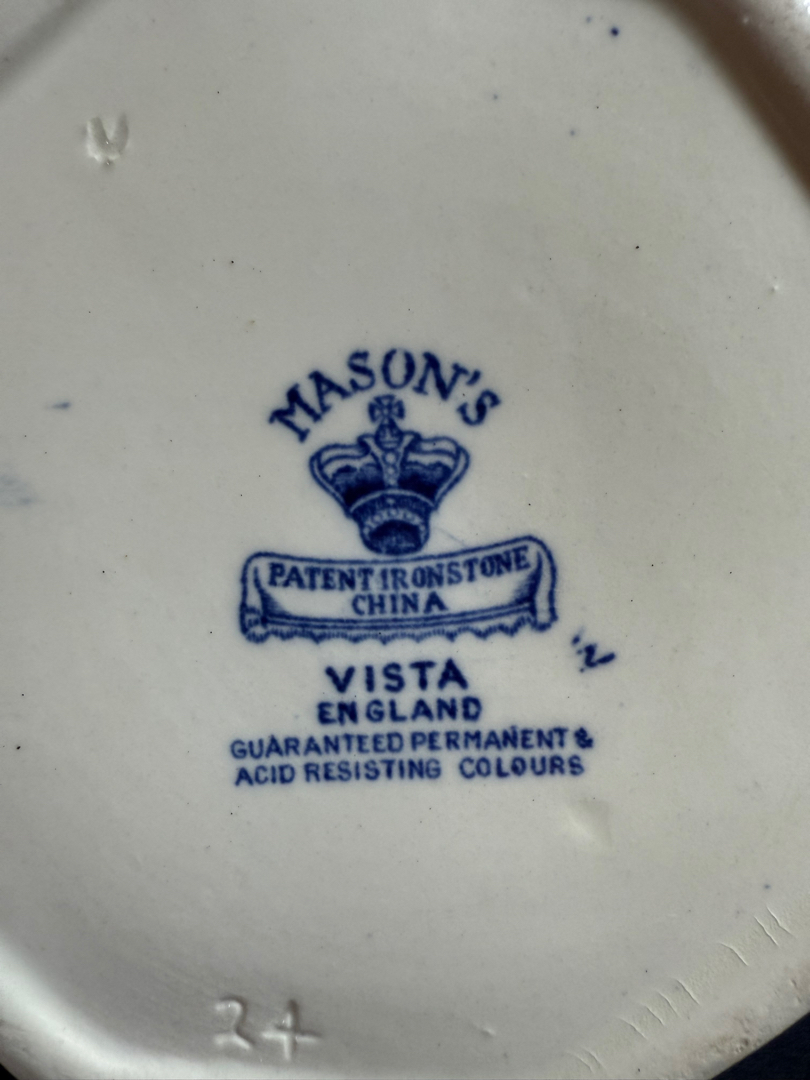 MASON'S
PATENT IRONSTONE
CHINA
VISTA
ENGLAND
GUARANTEED PERMANENT &
ACID RESISTING COLOURS
24